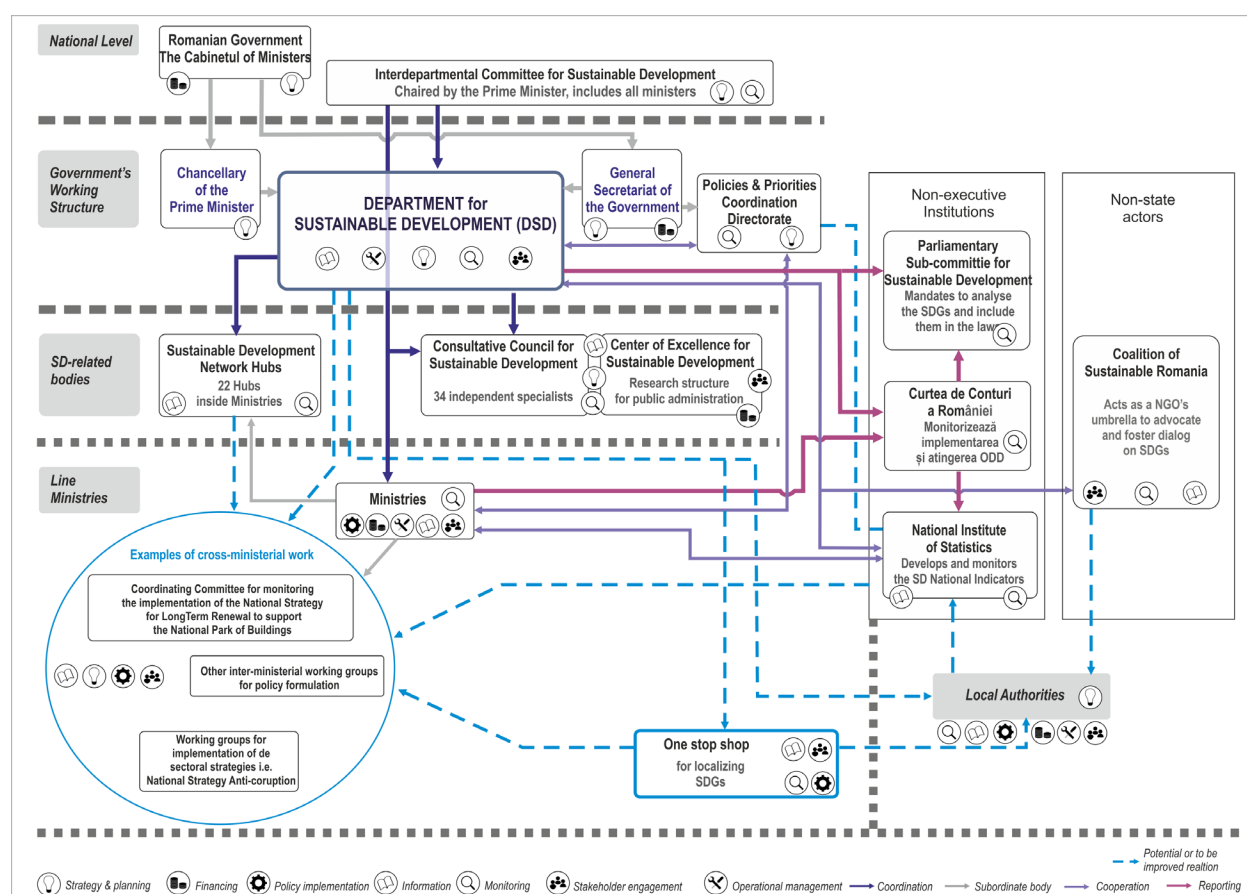 National Level
Romanian Government
The Cabinetul of Ministers
Interdepartmental Committee for Sustainable Development
Chaired by the Prime Minister, includes all ministers
Government's
Working
Structure
Chancellary
of the
Prime Minister
DEPARTMENT for
SUSTAINABLE DEVELOPMENT (DSD)
General
Secretariat of
the Government
Policies & Priorities
Coordination
Directorate
Non-executive
Institutions
Non-state
actors
Parliamentary
Sub-committie for
Sustainable Development
Mandates to analyse
the SDGs and include
them in the laws
SD-related
bodies
Sustainable Development
Network Hubs
22 Hubs
inside Ministries
Consultative Council for
Sustainable Development
34 independent specialists
Center of Excellence for
Sustainable Development
Research structure
for public administration
Curtea de Conturi
a României
Monitorizează
implementarea
și atingerea ODD
Coalition of
Sustainable Romania
Acts as a NGO's
umbrella to advocate
and foster dialog
on SDGs
Line
Ministries
Ministries
National Institute
of Statistics
Develops and monitors
the SD National Indicators
Examples of cross-ministerial work
Coordinating Committee for monitoring
the implementation of the National Strategy
for LongTerm Renewal to support
the National Park of Buildings
Other inter-ministerial working groups
for policy formulation
Working groups for
implementation of de
sectoral strategies i.e.
National Strategy Anti-coruption
One stop shop
for localizing
SDGs
Local Authorities
Potential or to be
improved realtion
Strategy & planning
Financing
Policy implementation
Information
Monitoring
Stakeholder engagement
Operational management
Coordination
Subordinate body
Cooperation
Reporting